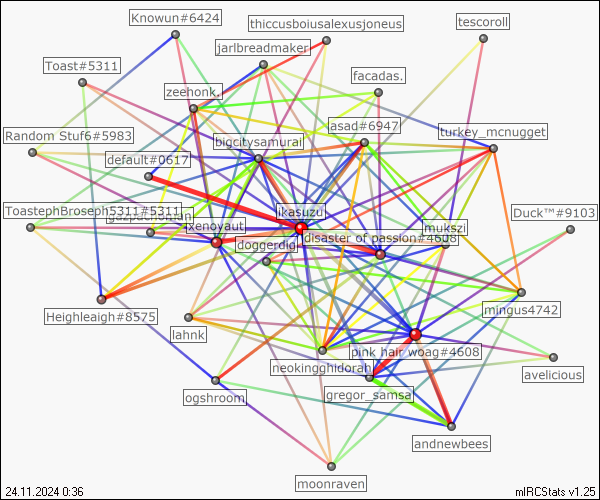 Knowun#6424
thiccusboiusalexusjoneus
tescoroll
jarlbreadmaker
Toast#5311
facadas.
zeehonk.
asad#6947
Random Stuf6#5983
bigcitysamurai
turkey_mcnugget
default#0617
ToastephBroseph5311#5311
ikasuzu
Duck™#9103
xenoyaut
mukszi
doggerdig
disaster of passion#4608
Heighleaigh#8575
mingus4742
lahnk
pink hair woag#4608
neokingghidorah
avelicious
ogshroom
gregor_samsa
andnewbees
moonraven
24.11.2024 0:36
mIRCStats v1.25